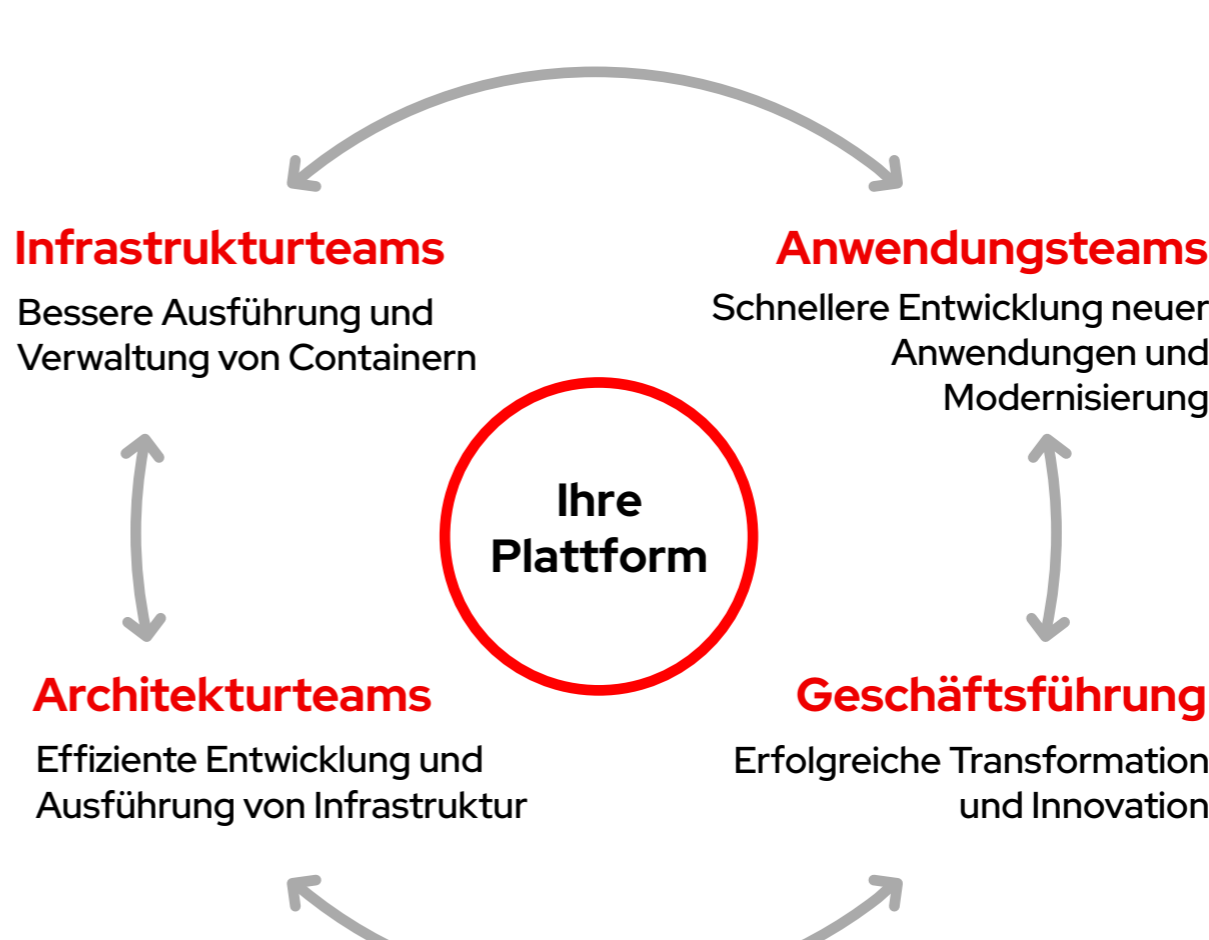 Infrastrukturteams
Bessere Ausführung und
Verwaltung von Containern
Anwendungsteams
Schnellere Entwicklung neuer
Anwendungen und
Modernisierung
Ihre
Plattform
Architekturteams
Effiziente Entwicklung und
Ausführung von Infrastruktur
Geschäftsführung
Erfolgreiche Transformation
und Innovation